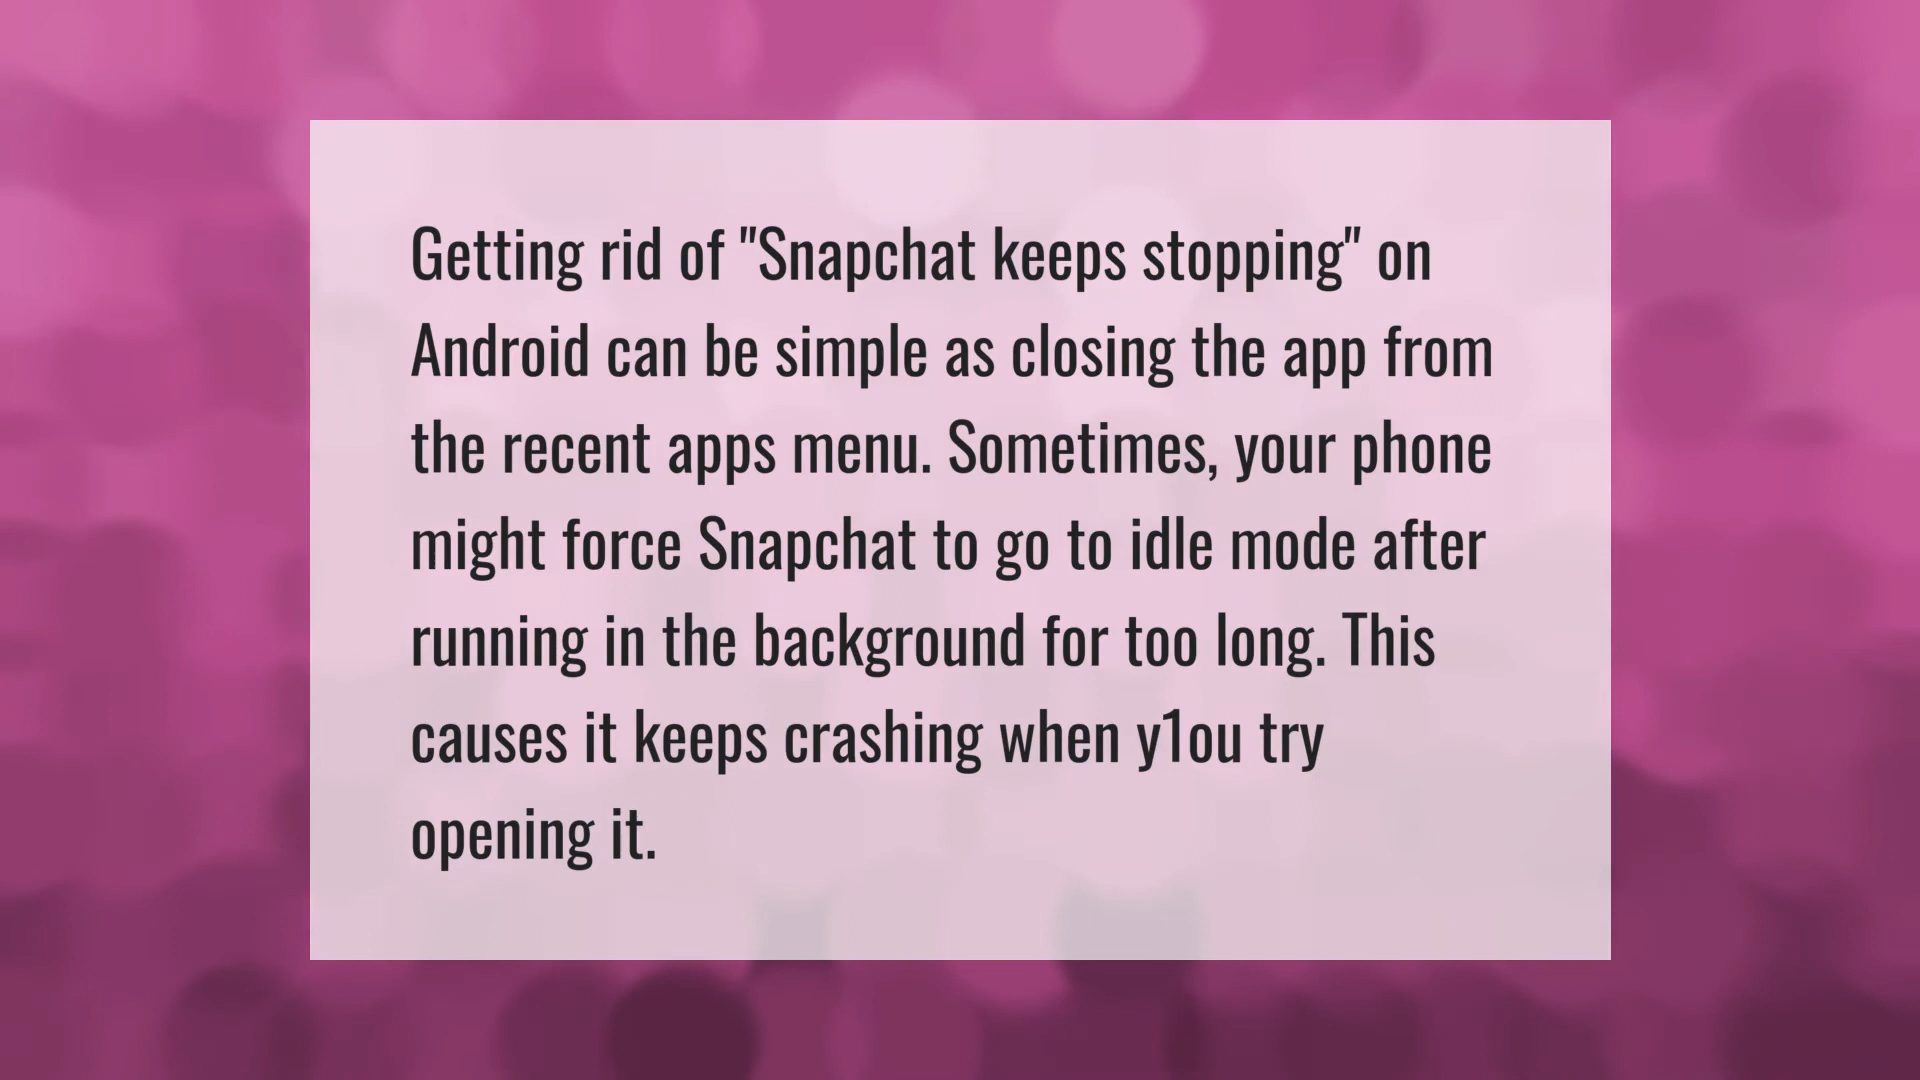 Getting rid of "Snapchat keeps stopping" on
Android can be simple as closing the app from
the recent apps menu. Sometimes, your phone
might force Snapchat to go to idle mode after
running in the background for too long. This
causes it keeps crashing when y1ou try
opening it.